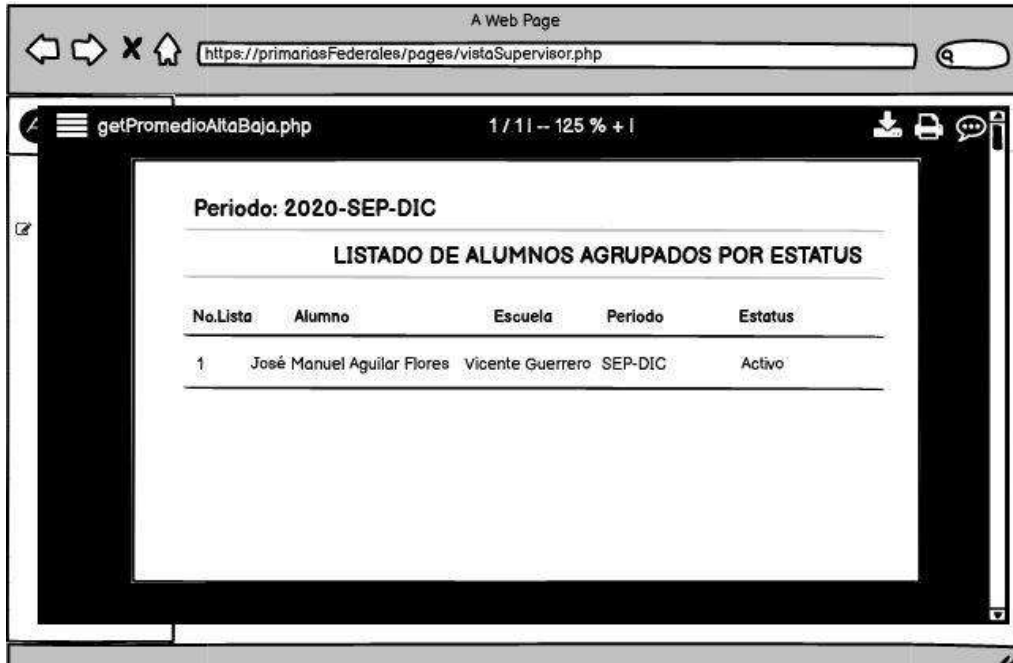 A Web Page
https://primariasFederales/pages/vistaSupervisor.php
getPromedioAltaBaja.php 1 / 1 | -- 125 % + |
Periodo: 2020-SEP-DIC
LISTADO DE ALUMNOS AGRUPADOS POR ESTATUS
No.Lista Alumno Escuela Periodo Estatus
1 José Manuel Aguilar Flores Vicente Guerrero SEP-DIC Activo